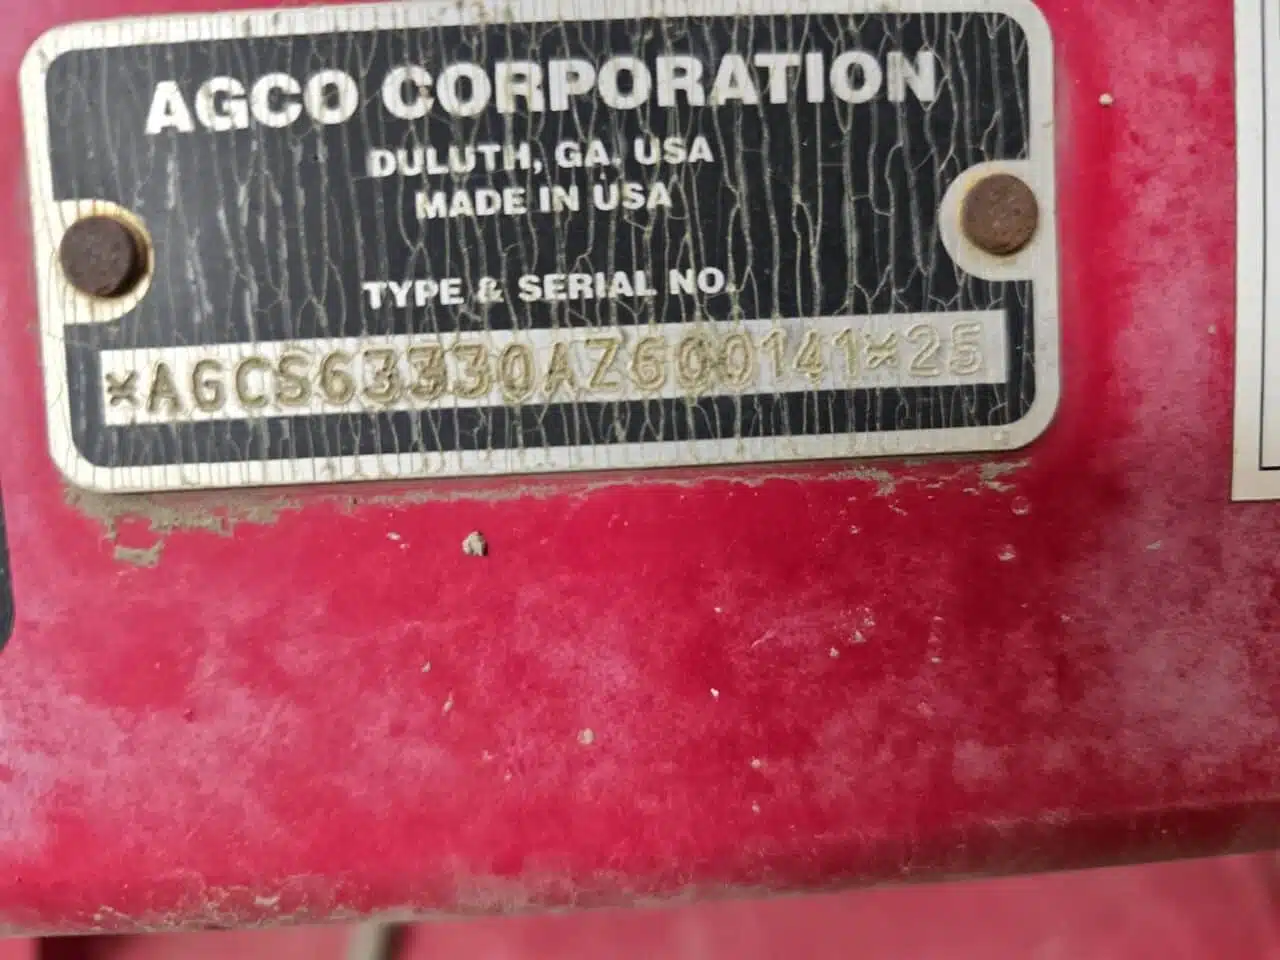 AGCO CORPORATION
DULUTH, GA. USA
MADE IN USA
TYPE & SERIAL NO.
*AGCS63330AZ600141*25